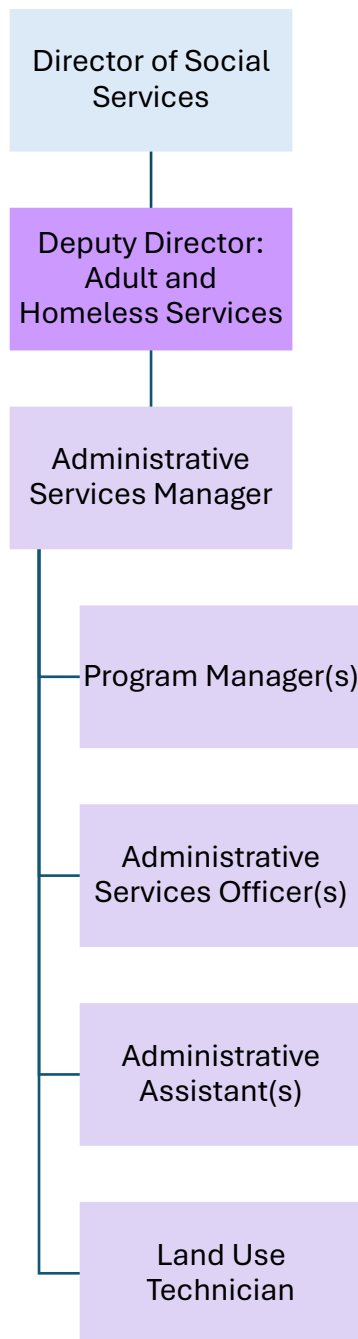 Director of Social
Services
Deputy Director:
Adult and
Homeless Services
Administrative
Services Manager
Program Manager(s)
Administrative
Services Officer(s)
Administrative
Assistant(s)
Land Use
Technician